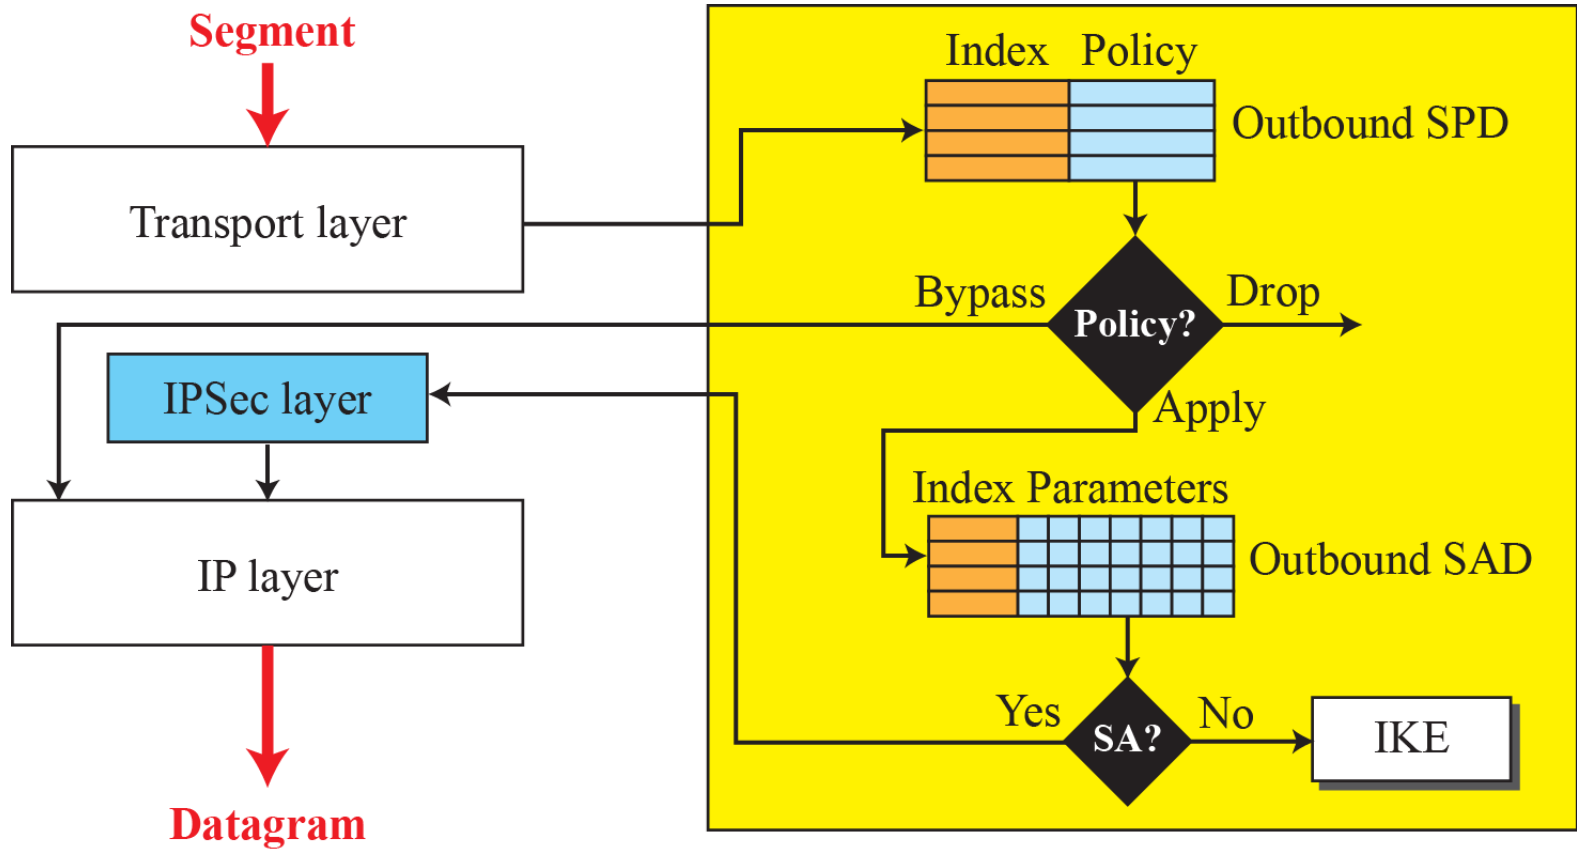 Segment
Transport layer
IPSec layer
IP layer
Datagram
Index Policy
Outbound SPD
Bypass
Policy?
Drop
Apply
Index Parameters
Outbound SAD
Yes
SA?
No
IKE